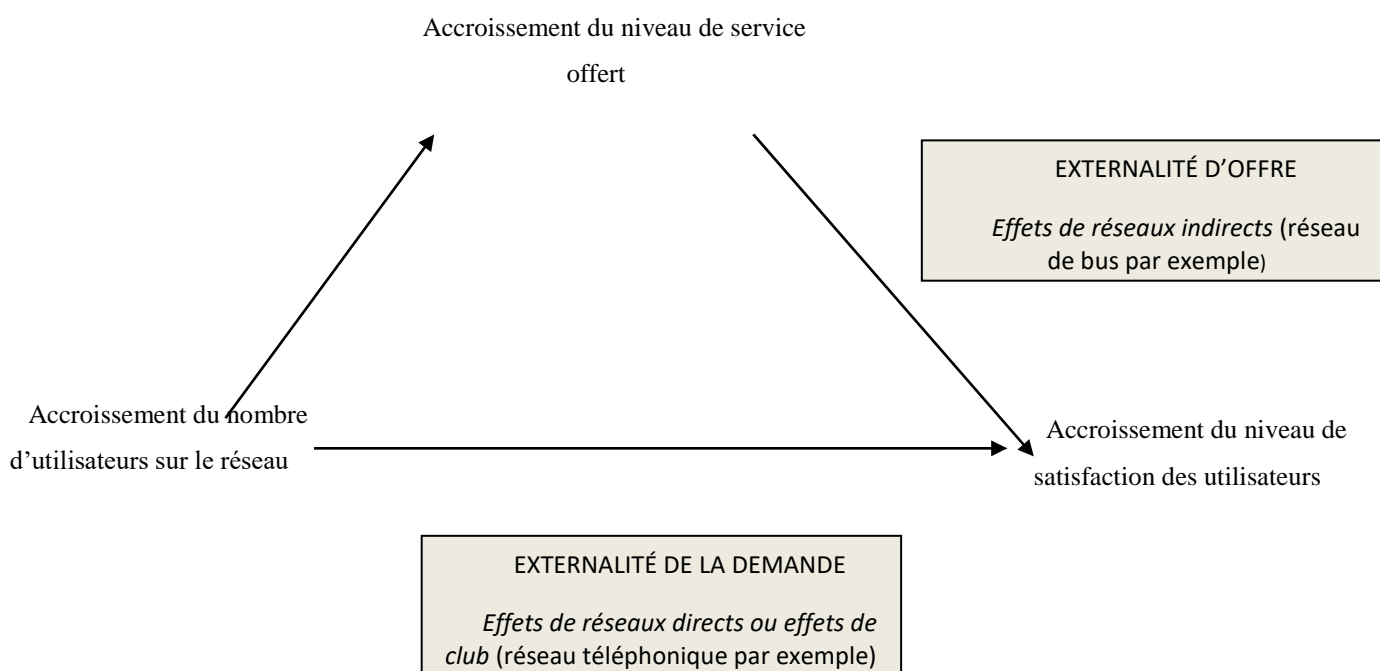 Accroissement du niveau de service
offert
EXTERNALITÉ D’OFFRE
Effets de réseaux indirects (réseau
de bus par exemple)
Accroissement du nombre
d’utilisateurs sur le réseau
Accroissement du niveau de
satisfaction des utilisateurs
EXTERNALITÉ DE LA DEMANDE
Effets de réseaux directs ou effets de
club (réseau téléphonique par exemple)